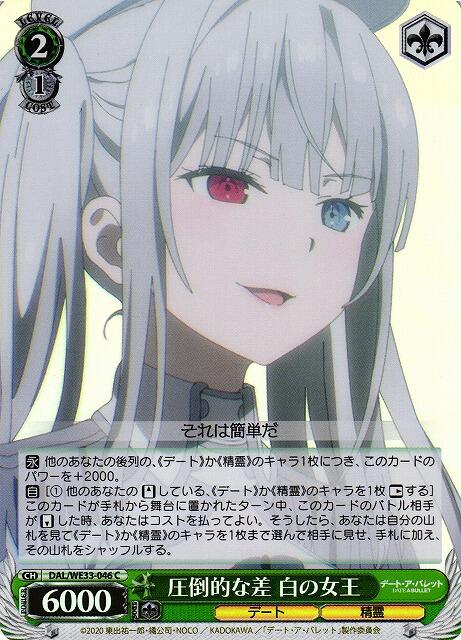 LEVEL
2
1
COST
それは簡単だ
永 他のあなたの後列の、《デート》か《精霊》のキャラ1枚につき、このカードの
パワーを+2000。
自 [① 他のあなたの している、《デート》か《精霊》のキャラを1枚 する]
このカードが手札から舞台に置かれたターン中、このカードのバトル相手
が した時、あなたはコストを払ってよい。そうしたら、あなたは自分の山
札を見て《デート》か《精霊》のキャラを1枚まで選んで相手に見せ、手札に加え、
その山札をシャッフルする。
CH DAL/WE33-046 C
POWER
6000
圧倒的な差 白の女王
デート・ア・バレット
DATE A BULLET
デート
精霊
©2020 東出祐一郎・橘公司・NOCO / KADOKAWA / 「デート・ア・バレット」製作委員会